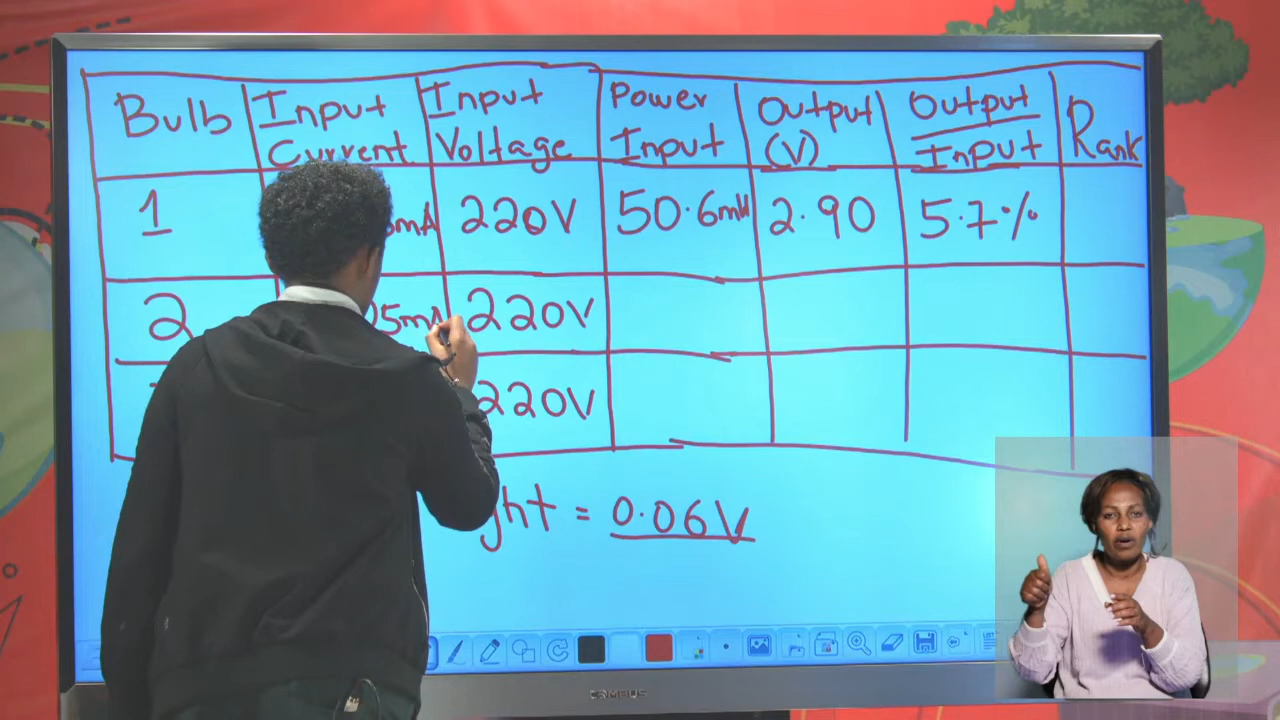 Bulb Input Current Input Voltage Power Input Output (V) Output Input Rank
1 220V 50.6mW 2.90 5.7%
2 5mA 220V
220V
ght = 0.06V